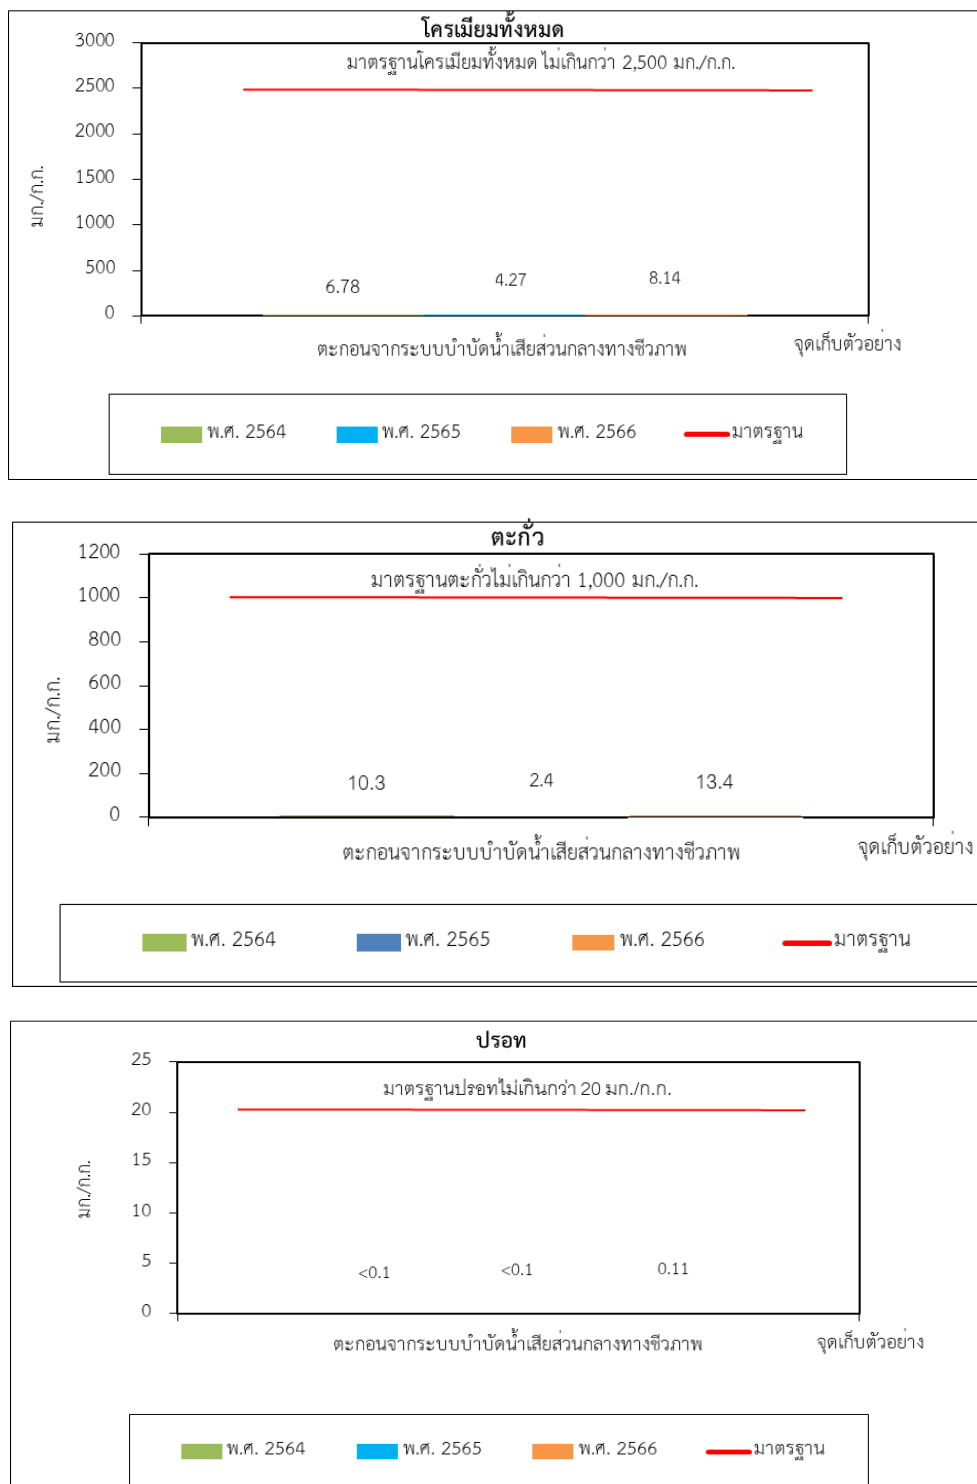 โครเมียมทั้งหมด
3000
มาตรฐานโครเมียมทั้งหมด ไม่เกินกว่า 2,500 มก./ก.ก.
2500
2000
1500
1000
500
0
มก./ก.ก.
6.78 4.27 8.14
ตะกอนจากระบบบำบัดน้ำเสียส่วนกลางทางชีวภาพ
จุดเก็บตัวอย่าง
พ.ศ. 2564 พ.ศ. 2565 พ.ศ. 2566 มาตรฐาน
ตะกั่ว
1200
มาตรฐานตะกั่วไม่เกินกว่า 1,000 มก./ก.ก.
1000
800
600
400
200
0
มก./ก.ก.
10.3 2.4 13.4
ตะกอนจากระบบบำบัดน้ำเสียส่วนกลางทางชีวภาพ
จุดเก็บตัวอย่าง
พ.ศ. 2564 พ.ศ. 2565 พ.ศ. 2566 มาตรฐาน
ปรอท
25
มาตรฐานปรอทไม่เกินกว่า 20 มก./ก.ก.
20
15
10
5
0
มก./ก.ก.
<0.1 <0.1 0.11
ตะกอนจากระบบบำบัดน้ำเสียส่วนกลางทางชีวภาพ
จุดเก็บตัวอย่าง
พ.ศ. 2564 พ.ศ. 2565 พ.ศ. 2566 มาตรฐาน